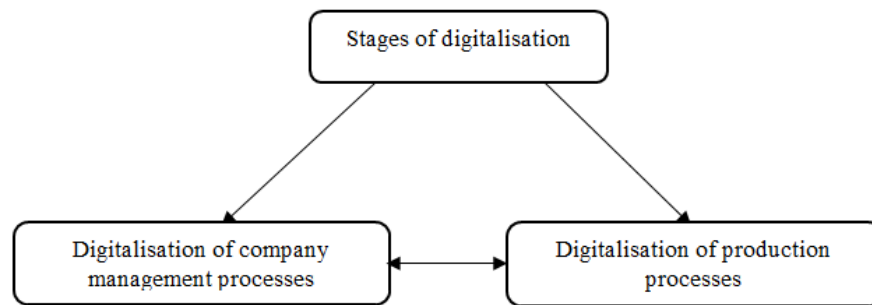 Stages of digitalisation
Digitalisation of company
management processes
Digitalisation of production
processes